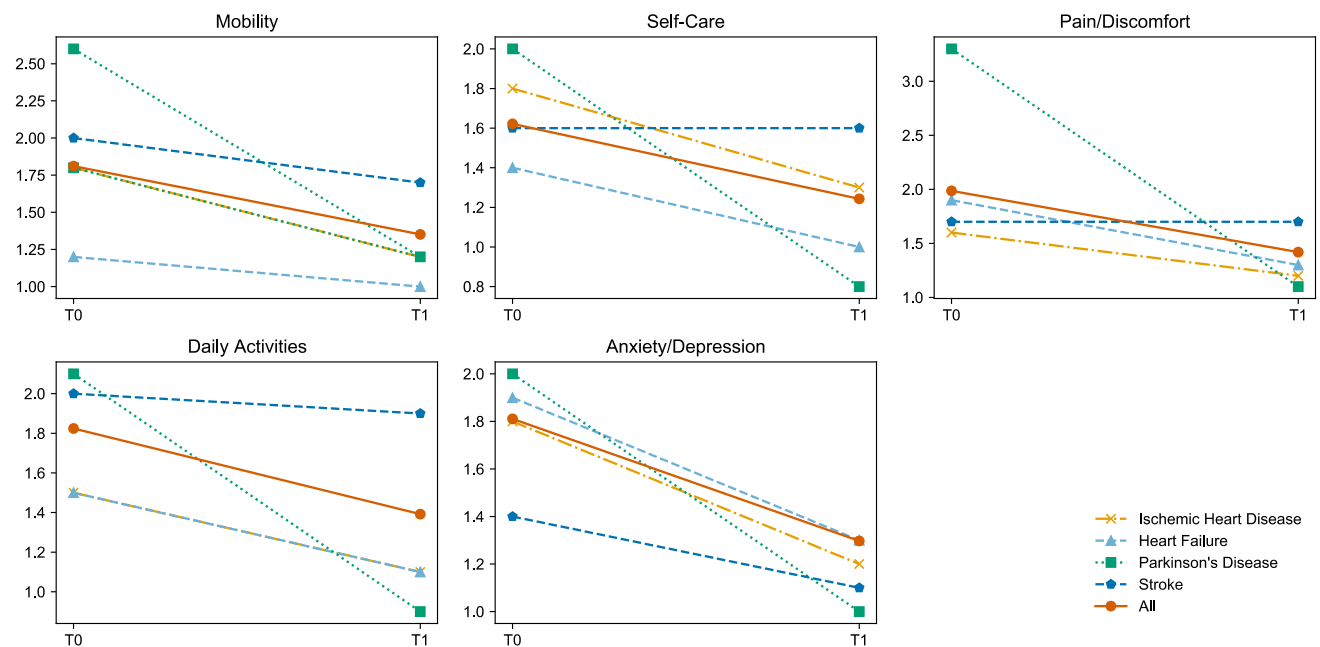 Mobility
2.50
2.25
2.00
1.75
1.50
1.25
1.00
T0
T1
Self-Care
2.0
1.8
1.6
1.4
1.2
1.0
0.8
T0
T1
Pain/Discomfort
3.0
2.5
2.0
1.5
1.0
T0
T1
Daily Activities
2.0
1.8
1.6
1.4
1.2
1.0
T0
T1
Anxiety/Depression
2.0
1.8
1.6
1.4
1.2
1.0
T0
T1
Ischemic Heart Disease
Heart Failure
Parkinson's Disease
Stroke
All